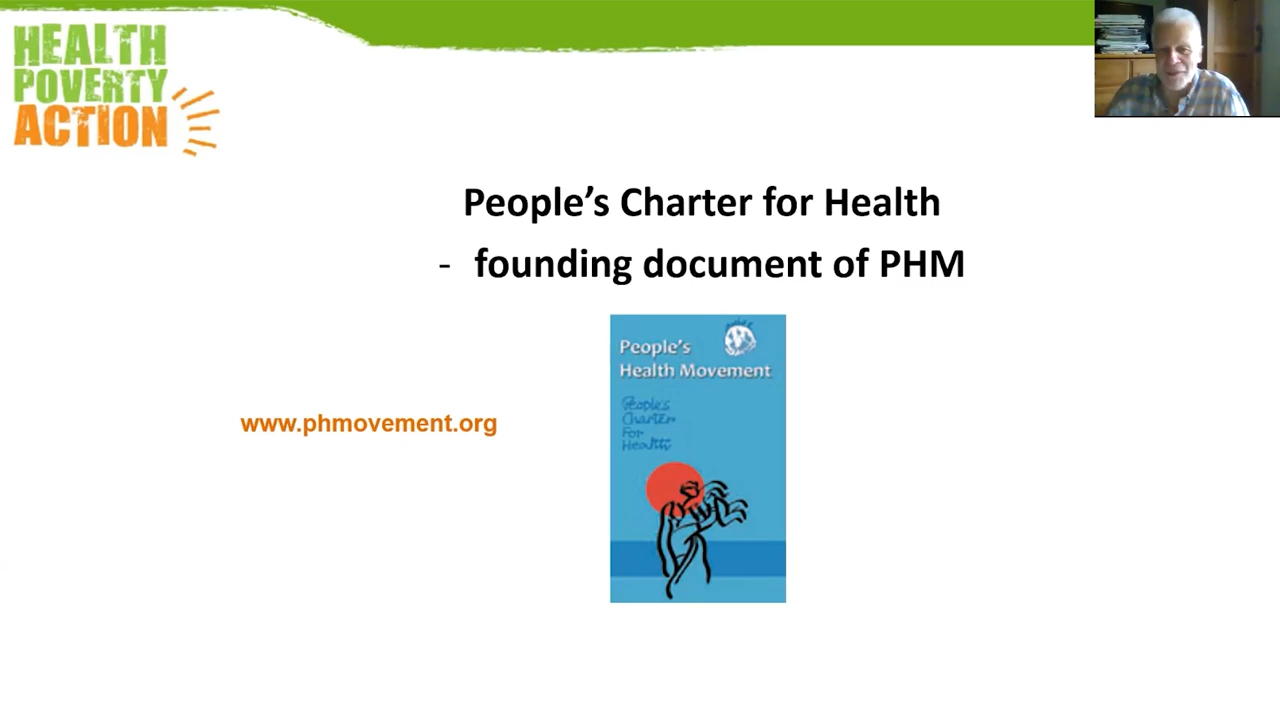 HEALTH
POVERTY
ACTION
People’s Charter for Health
- founding document of PHM
People's
Health Movement
People's
Charter
For
Health
www.phmovement.org